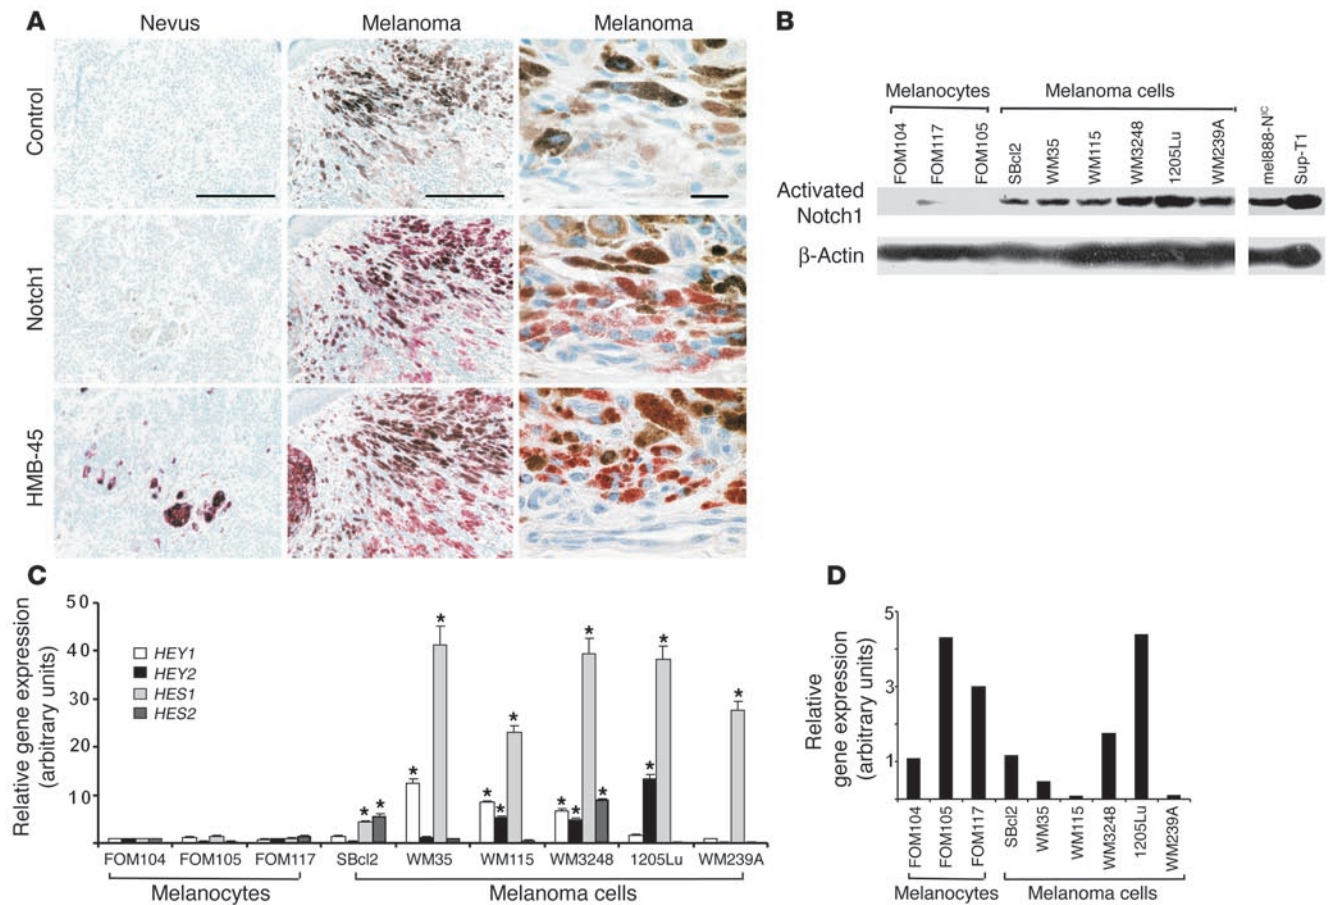 A
Nevus
Melanoma
Melanoma
Control
Notch1
HMB-45
B
Melanocytes
Melanoma cells
FOM104
FOM117
FOM105
SBcl2
WM35
WM115
WM3248
1205Lu
WM239A
mel888-N^IC
Sup-T1
Activated
Notch1
β-Actin
C
Relative gene expression
(arbitrary units)
50
40
30
20
10
HEY1
HEY2
HES1
HES2
* * * * * * * * * * * * *
FOM104 FOM105 FOM117 SBcl2 WM35 WM115 WM3248 1205Lu WM239A
Melanocytes
Melanoma cells
D
Relative
gene expression
(arbitrary units)
5
3
1
FOM104
FOM105
FOM117
SBcl2
WM35
WM115
WM3248
1205Lu
WM239A
Melanocytes
Melanoma cells